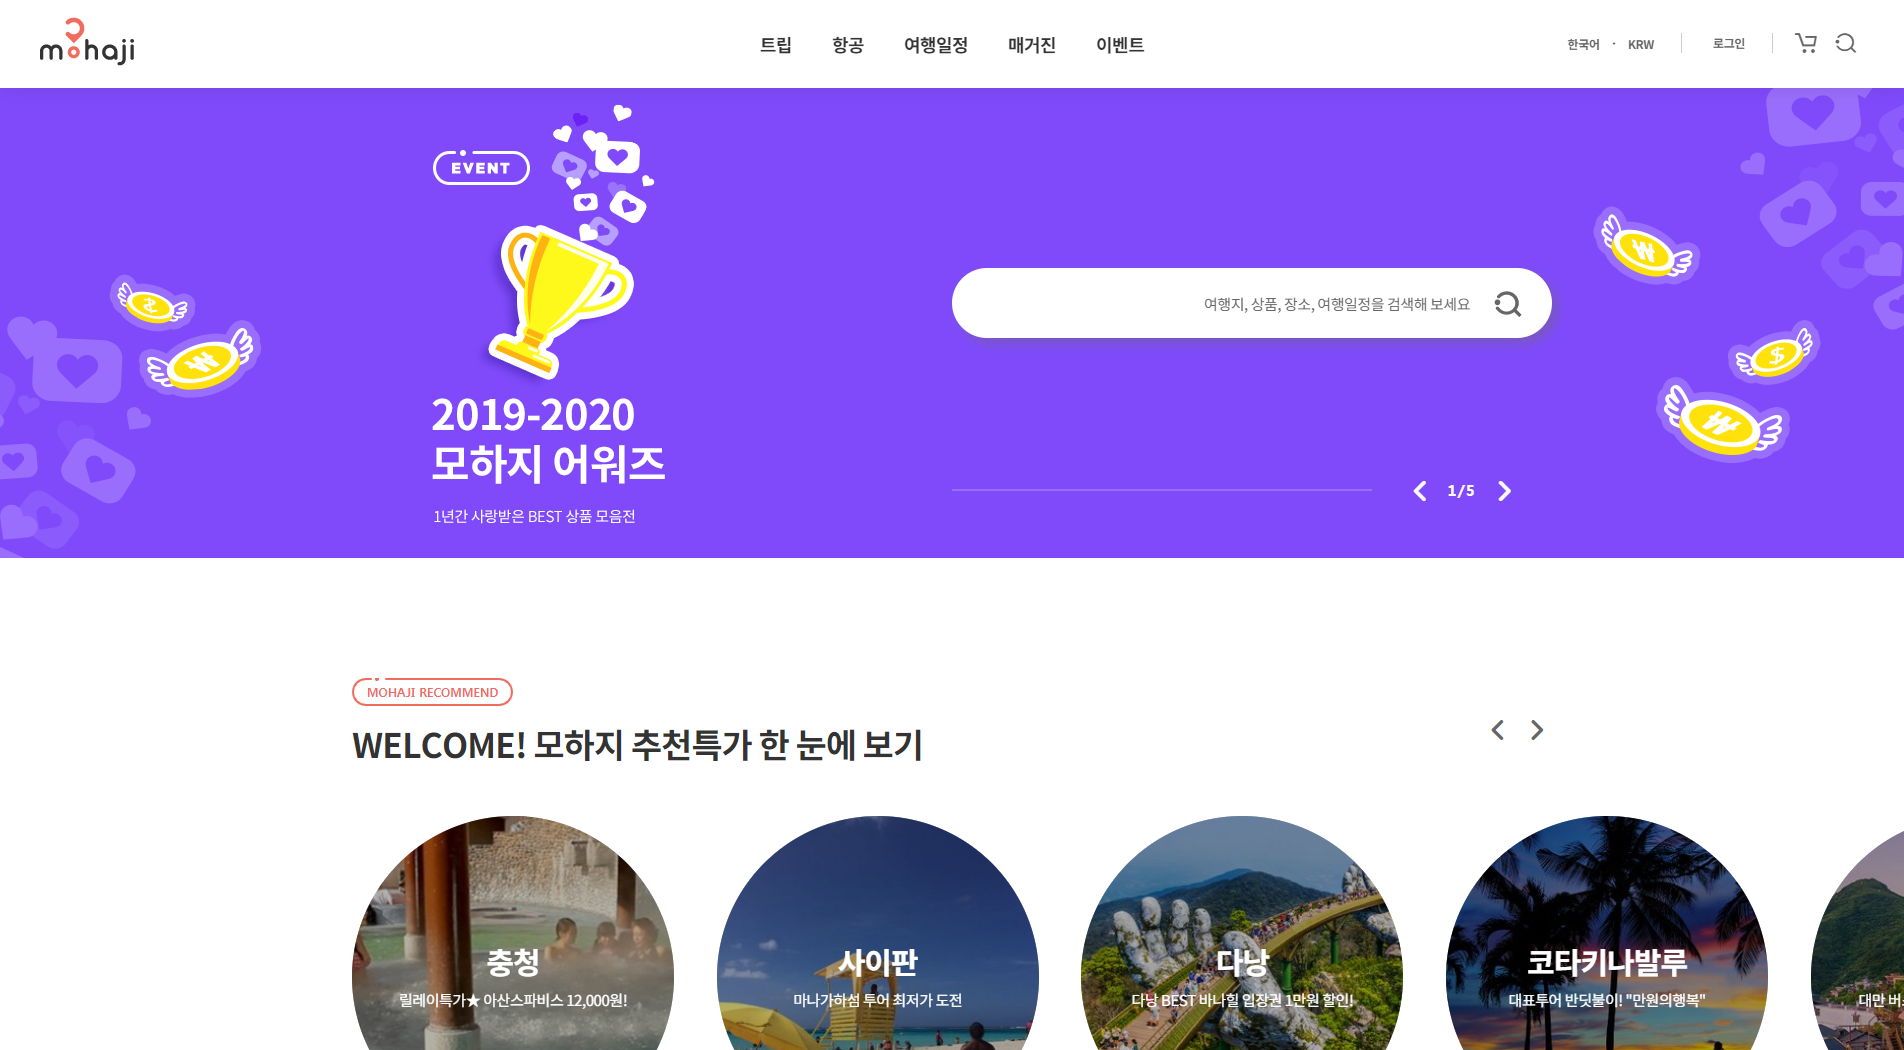 mohaji
트립
항공
여행일정
매거진
이벤트
한국어 · KRW
로그인
EVENT
2019-2020
모하지 어워즈
1년간 사랑받은 BEST 상품 모음전
여행지, 상품, 장소, 여행일정을 검색해 보세요
1/5
MOHAJI RECOMMEND
WELCOME! 모하지 추천특가 한 눈에 보기
충청
릴레이특가★ 아산스파비스 12,000원!
사이판
마나가하섬 투어 최저가 도전
다낭
다낭 BEST 바나힐 입장권 1만원 할인!
코타키나발루
대표투어 반딧불이! "만원의행복"
대만